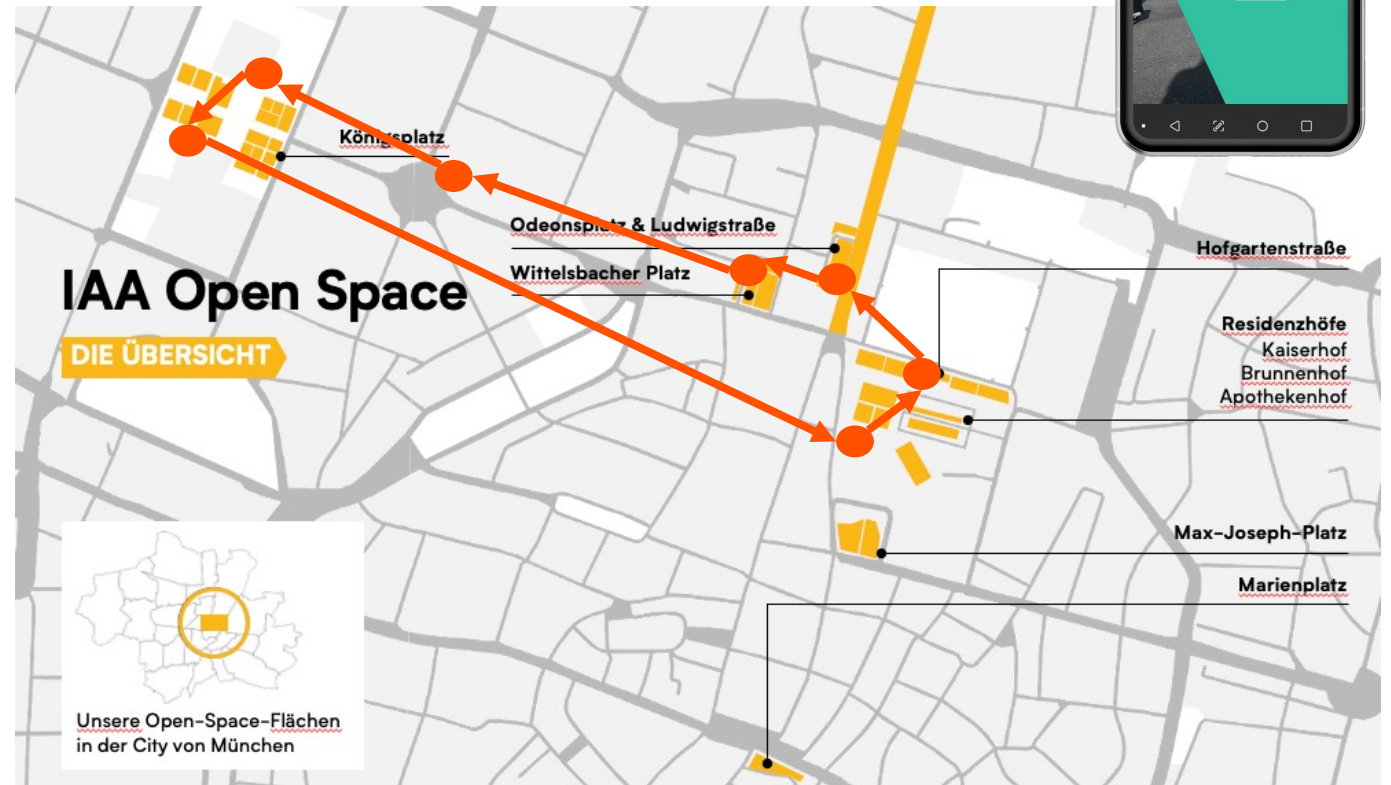 Königsplatz
Odeonsplatz & Ludwigstraße
Wittelsbacher Platz
Hofgartenstraße
IAA Open Space
DIE ÜBERSICHT
Residenzhöfe
Kaiserhof
Brunnenhof
Apothekenhof
Max-Joseph-Platz
Marienplatz
Unsere Open-Space-Flächen
in der City von München